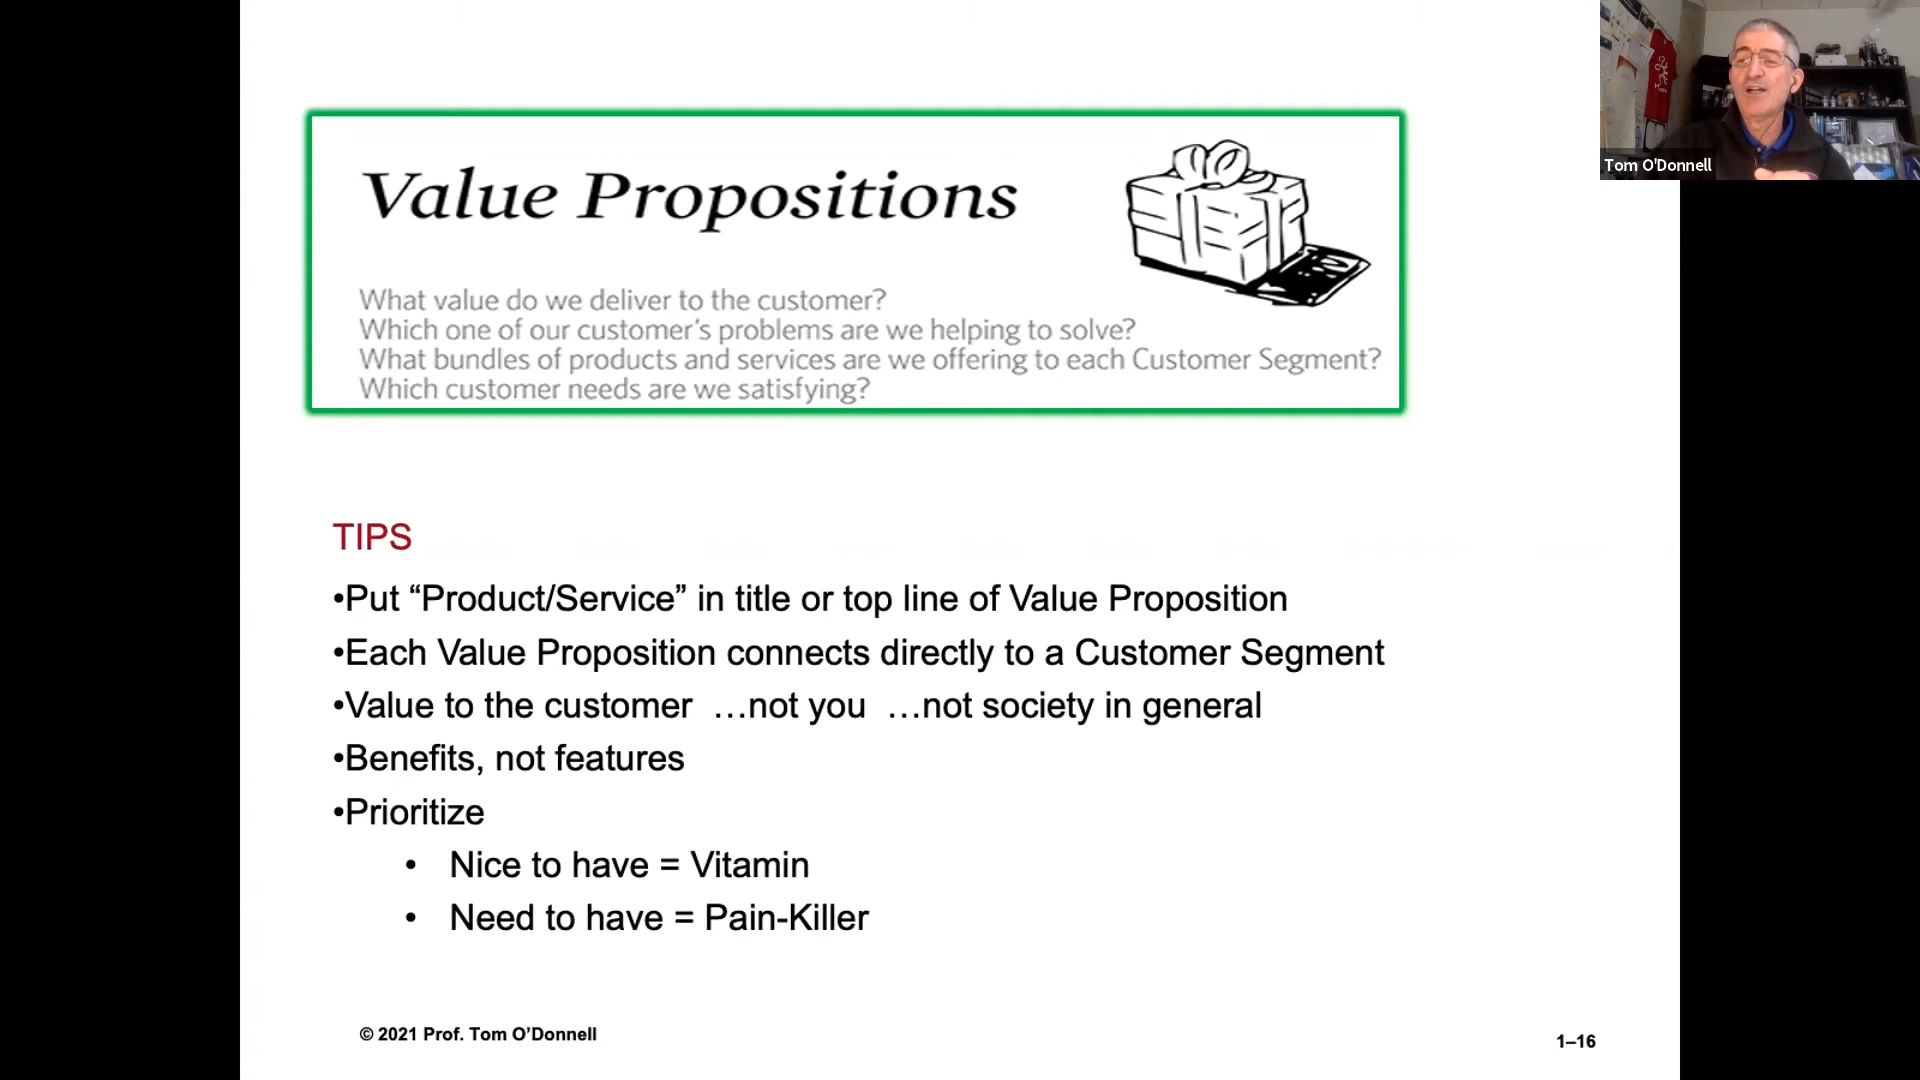 Tom O'Donnell
Value Propositions
What value do we deliver to the customer?
Which one of our customer's problems are we helping to solve?
What bundles of products and services are we offering to each Customer Segment?
Which customer needs are we satisfying?
TIPS
•Put “Product/Service” in title or top line of Value Proposition
•Each Value Proposition connects directly to a Customer Segment
•Value to the customer …not you …not society in general
•Benefits, not features
•Prioritize
• Nice to have = Vitamin
• Need to have = Pain-Killer
© 2021 Prof. Tom O’Donnell
1–16